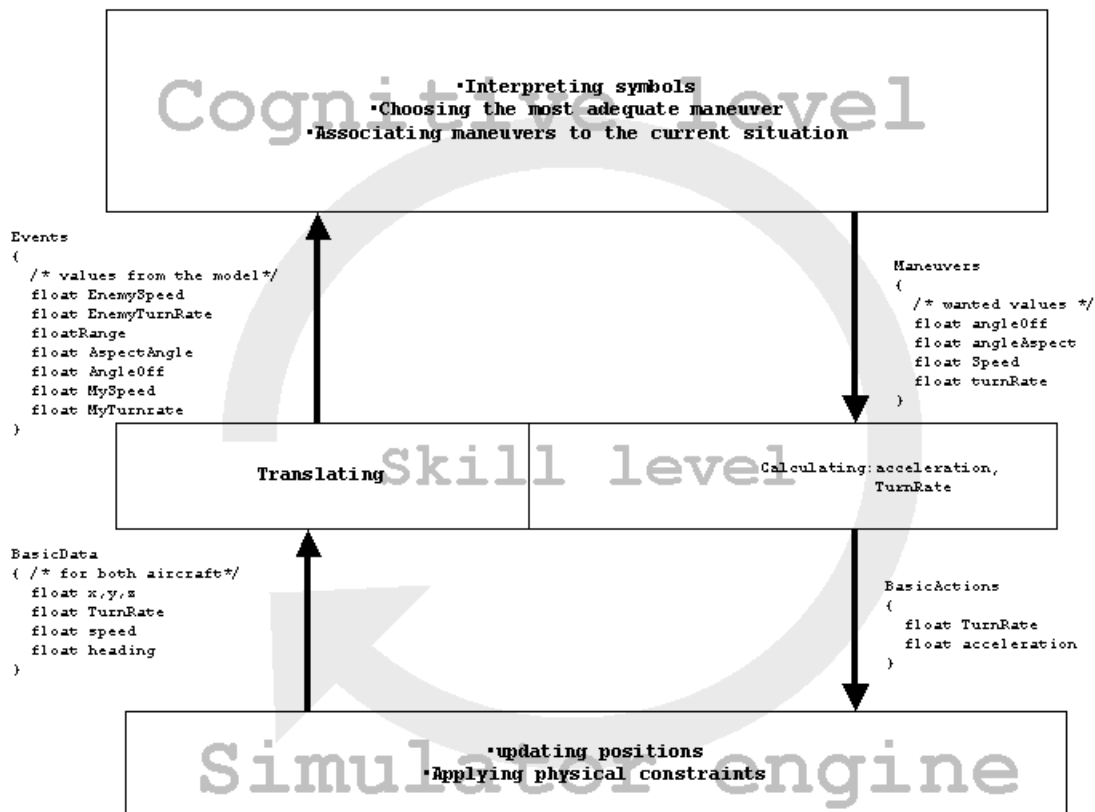 Cognitive level
▪Interpreting symbols
▪Choosing the most adequate maneuver
▪Associating maneuvers to the current situation
Events
{
/* values from the model*/
float EnemySpeed
float EnemyTurnRate
floatRange
float AspectAngle
float AngleOff
float MySpeed
float MyTurnrate
}
Maneuvers
{
/* wanted values */
float angleOff
float angleAspect
float Speed
float turnRate
}
Skill level
Translating
Calculating:acceleration,
TurnRate
BasicData
{ /* for both aircraft*/
float x,y,z
float TurnRate
float speed
float heading
}
BasicActions
{
float TurnRate
float acceleration
}
Simulator engine
▪updating positions
▪Applying physical constraints